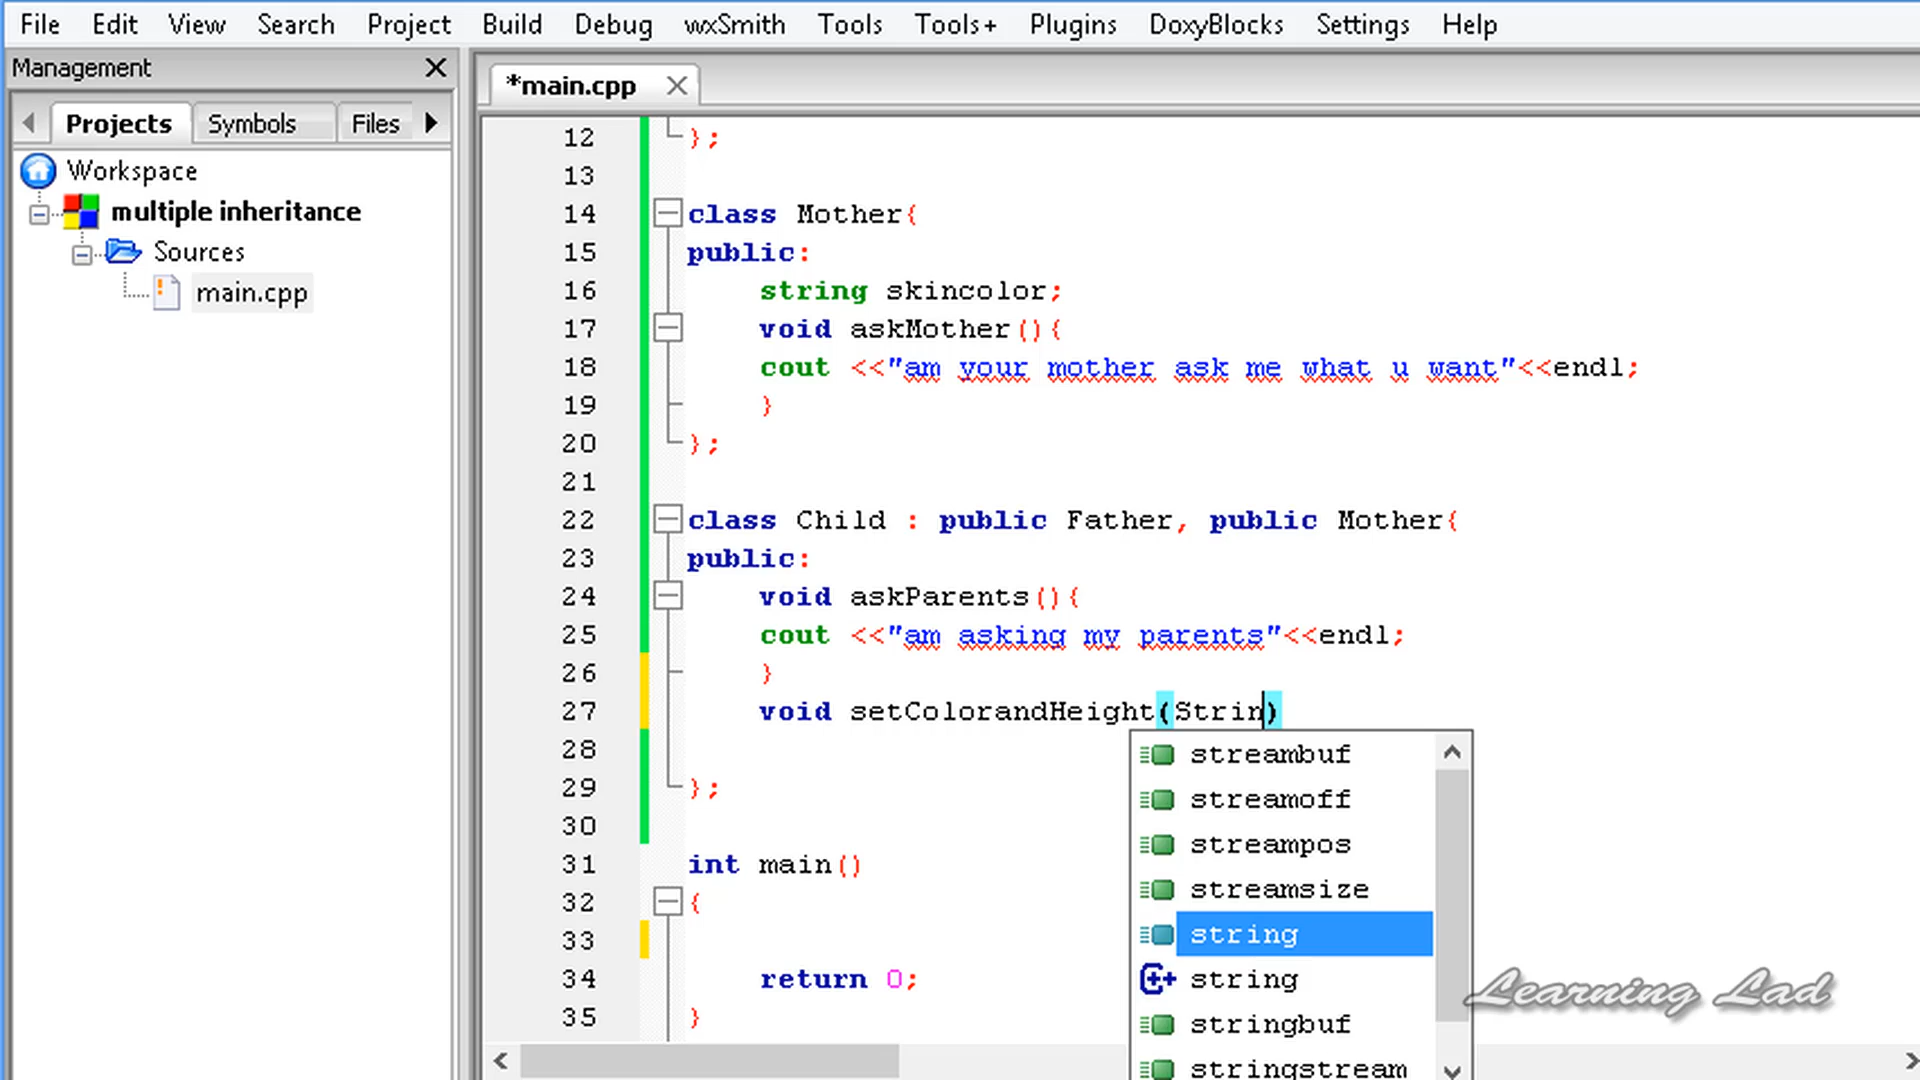 File Edit View Search Project Build Debug wxSmith Tools Tools+ Plugins DoxyBlocks Settings Help
Management
Projects Symbols Files
Workspace
multiple inheritance
Sources
main.cpp
*main.cpp
12 };
13
14 class Mother{
15 public:
16 string skincolor;
17 void askMother(){
18 cout <<"am your mother ask me what u want"<<endl;
19 }
20 };
21
22 class Child : public Father, public Mother{
23 public:
24 void askParents(){
25 cout <<"am asking my parents"<<endl;
26 }
27 void setColorandHeight(Strin)
28
29 };
30
31 int main()
32 {
33
34 return 0;
35 }
streambuf
streamoff
streampos
streamsize
string
string
stringbuf
stringstream
Learning Lad